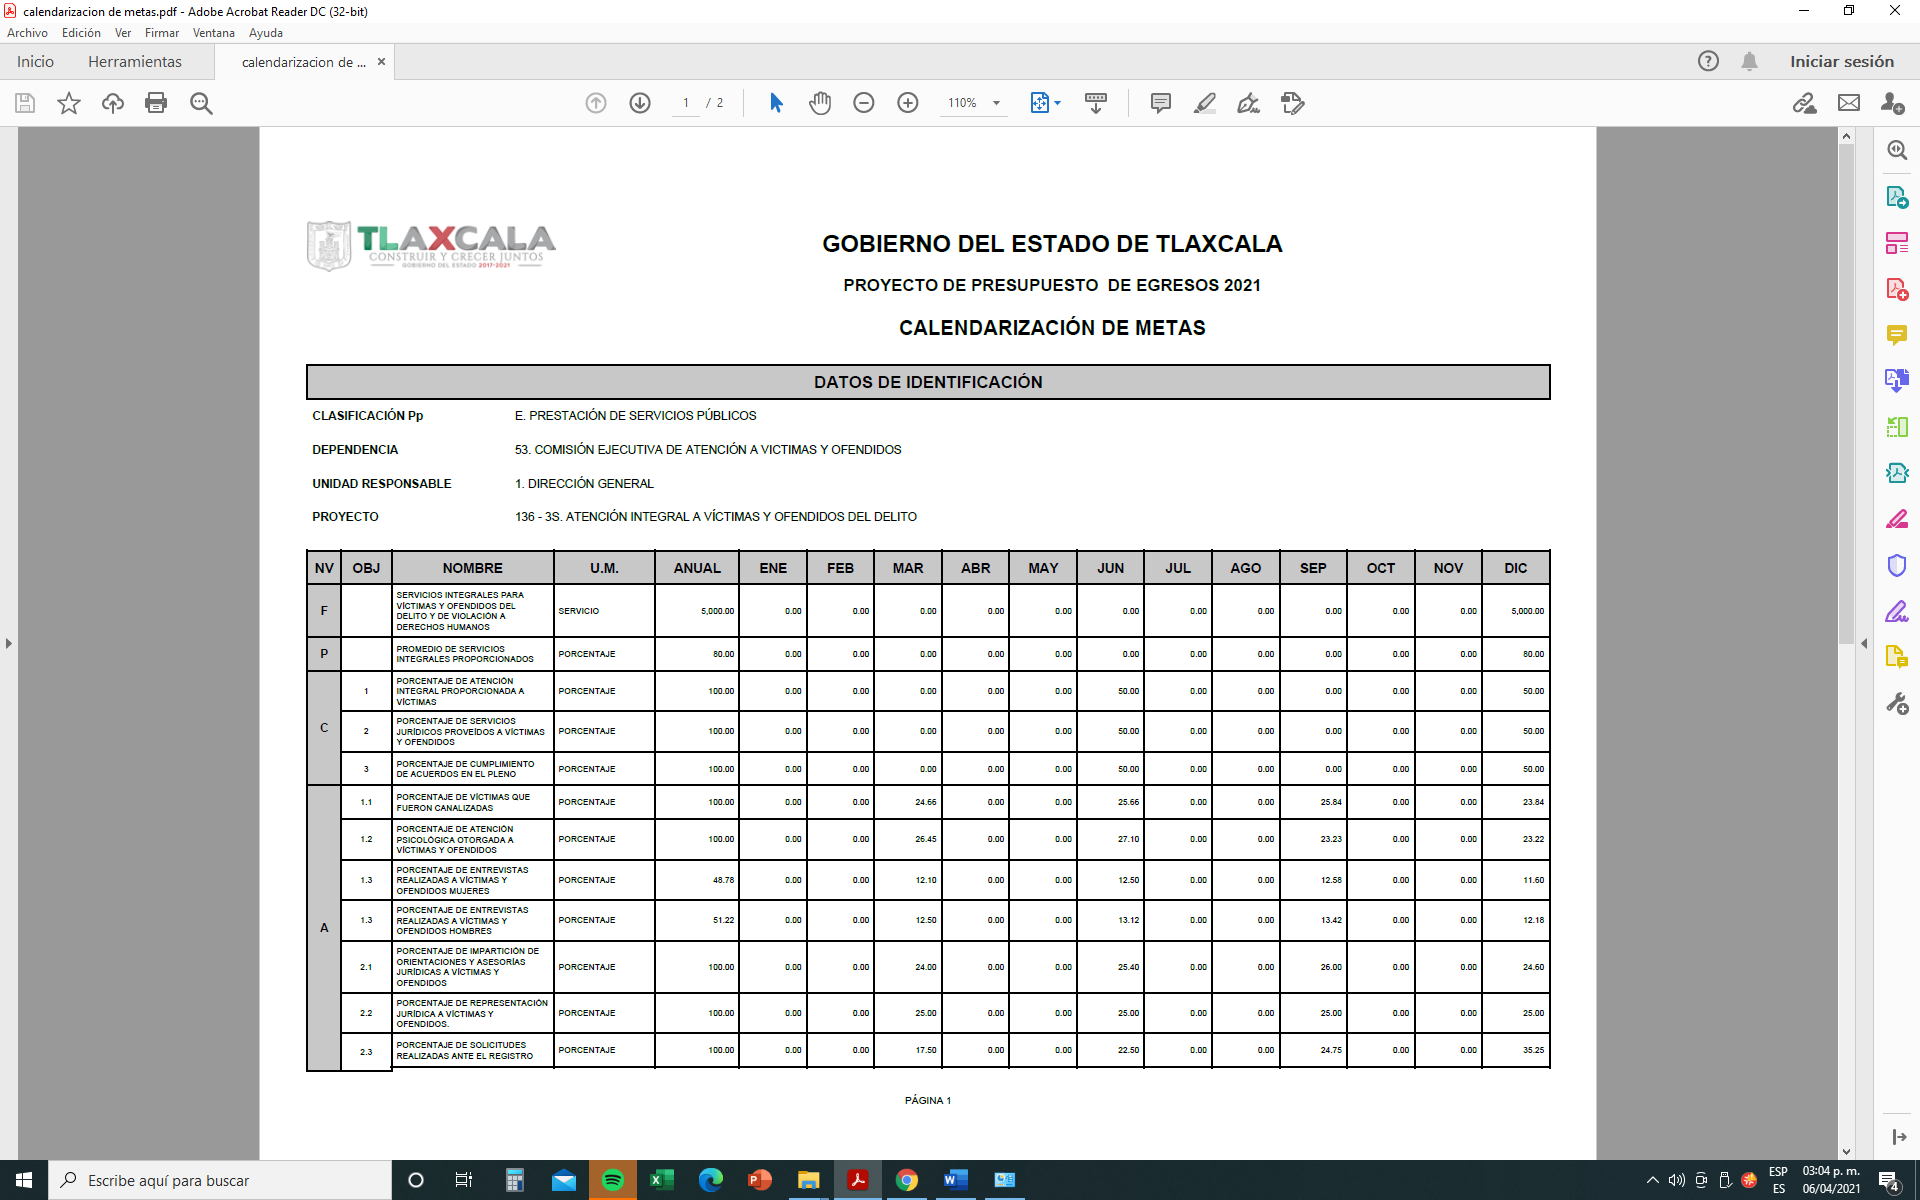 calendarizacion de metas.pdf - Adobe Acrobat Reader DC (32-bit)
Archivo Edición Ver Firmar Ventana Ayuda
Inicio Herramientas calendarizacion de ... × Iniciar sesión
1 / 2 110%
TLAXCALA
CONSTRUIR Y CRECER JUNTOS
GOBIERNO DEL ESTADO 2017-2021
GOBIERNO DEL ESTADO DE TLAXCALA
PROYECTO DE PRESUPUESTO DE EGRESOS 2021
CALENDARIZACIÓN DE METAS
DATOS DE IDENTIFICACIÓN
CLASIFICACIÓN Pp E. PRESTACIÓN DE SERVICIOS PÚBLICOS
DEPENDENCIA 53. COMISIÓN EJECUTIVA DE ATENCIÓN A VICTIMAS Y OFENDIDOS
UNIDAD RESPONSABLE 1. DIRECCIÓN GENERAL
PROYECTO 136 - 3S. ATENCIÓN INTEGRAL A VÍCTIMAS Y OFENDIDOS DEL DELITO
NV OBJ NOMBRE U.M. ANUAL ENE FEB MAR ABR MAY JUN JUL AGO SEP OCT NOV DIC
SERVICIOS INTEGRALES PARA
VÍCTIMAS Y OFENDIDOS DEL
DELITO Y DE VIOLACIÓN A
DERECHOS HUMANOS
F SERVICIO 5,000.00 0.00 0.00 0.00 0.00 0.00 0.00 0.00 0.00 0.00 0.00 0.00 5,000.00
PROMEDIO DE SERVICIOS
INTEGRALES PROPORCIONADOS
P PORCENTAJE 80.00 0.00 0.00 0.00 0.00 0.00 0.00 0.00 0.00 0.00 0.00 0.00 80.00
C
PORCENTAJE DE ATENCIÓN
INTEGRAL PROPORCIONADA A
VÍCTIMAS
1 PORCENTAJE 100.00 0.00 0.00 0.00 0.00 0.00 50.00 0.00 0.00 0.00 0.00 0.00 50.00
PORCENTAJE DE SERVICIOS
JURÍDICOS PROVEÍDOS A VÍCTIMAS
Y OFENDIDOS
2 PORCENTAJE 100.00 0.00 0.00 0.00 0.00 0.00 50.00 0.00 0.00 0.00 0.00 0.00 50.00
PORCENTAJE DE CUMPLIMIENTO
DE ACUERDOS EN EL PLENO
3 PORCENTAJE 100.00 0.00 0.00 0.00 0.00 0.00 50.00 0.00 0.00 0.00 0.00 0.00 50.00
A
PORCENTAJE DE VÍCTIMAS QUE
FUERON CANALIZADAS
1.1 PORCENTAJE 100.00 0.00 0.00 24.66 0.00 0.00 25.66 0.00 0.00 25.84 0.00 0.00 23.84
PORCENTAJE DE ATENCIÓN
PSICOLÓGICA OTORGADA A
VÍCTIMAS Y OFENDIDOS
1.2 PORCENTAJE 100.00 0.00 0.00 26.45 0.00 0.00 27.10 0.00 0.00 23.23 0.00 0.00 23.22
PORCENTAJE DE ENTREVISTAS
REALIZADAS A VÍCTIMAS Y
OFENDIDOS MUJERES
1.3 PORCENTAJE 48.78 0.00 0.00 12.10 0.00 0.00 12.50 0.00 0.00 12.58 0.00 0.00 11.60
PORCENTAJE DE ENTREVISTAS
REALIZADAS A VÍCTIMAS Y
OFENDIDOS HOMBRES
1.3 PORCENTAJE 51.22 0.00 0.00 12.50 0.00 0.00 13.12 0.00 0.00 13.42 0.00 0.00 12.18
PORCENTAJE DE IMPARTICIÓN DE
ORIENTACIONES Y ASESORÍAS
JURÍDICAS A VÍCTIMAS Y
OFENDIDOS
2.1 PORCENTAJE 100.00 0.00 0.00 24.00 0.00 0.00 25.40 0.00 0.00 26.00 0.00 0.00 24.60
PORCENTAJE DE REPRESENTACIÓN
JURÍDICA A VÍCTIMAS Y
OFENDIDOS.
2.2 PORCENTAJE 100.00 0.00 0.00 25.00 0.00 0.00 25.00 0.00 0.00 25.00 0.00 0.00 25.00
PORCENTAJE DE SOLICITUDES
REALIZADAS ANTE EL REGISTRO
2.3 PORCENTAJE 100.00 0.00 0.00 17.50 0.00 0.00 22.50 0.00 0.00 24.75 0.00 0.00 35.25
PÁGINA 1
Escribe aquí para buscar
ESP 03:04 p. m.
ES 06/04/2021 4